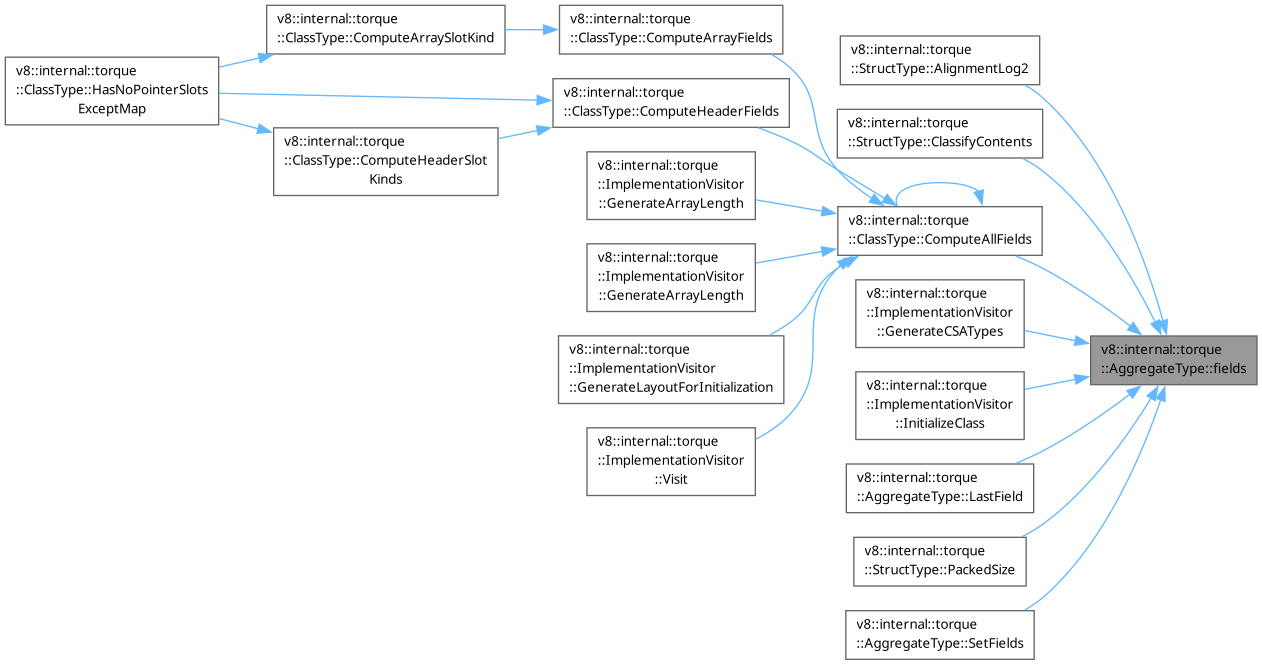 v8::internal::torque
::ClassType::HasNoPointerSlots
ExceptMap
v8::internal::torque
::ClassType::ComputeArraySlotKind
v8::internal::torque
::ClassType::ComputeHeaderSlot
Kinds
v8::internal::torque
::ClassType::ComputeArrayFields
v8::internal::torque
::ClassType::ComputeHeaderFields
v8::internal::torque
::ImplementationVisitor
::GenerateArrayLength
v8::internal::torque
::ImplementationVisitor
::GenerateArrayLength
v8::internal::torque
::ImplementationVisitor
::GenerateLayoutForInitialization
v8::internal::torque
::ImplementationVisitor
::Visit
v8::internal::torque
::StructType::AlignmentLog2
v8::internal::torque
::StructType::ClassifyContents
v8::internal::torque
::ClassType::ComputeAllFields
v8::internal::torque
::ImplementationVisitor
::GenerateCSATypes
v8::internal::torque
::ImplementationVisitor
::InitializeClass
v8::internal::torque
::AggregateType::LastField
v8::internal::torque
::StructType::PackedSize
v8::internal::torque
::AggregateType::SetFields
v8::internal::torque
::AggregateType::fields